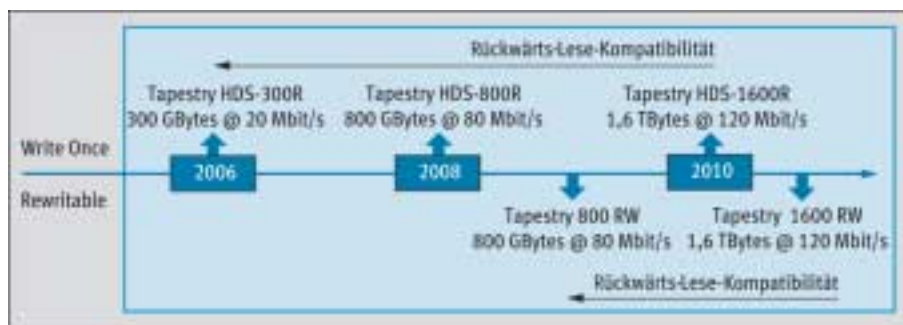 Rückwärts-Lese-Kompatibilität
Tapestry HDS-300R
300 GBytes @ 20 Mbit/s
Tapestry HDS-800R
800 GBytes @ 80 Mbit/s
Tapestry HDS-1600R
1,6 TBytes @ 120 Mbit/s
Write Once
2006
2008
2010
Rewritable
Tapestry 800 RW
800 GBytes @ 80 Mbit/s
Tapestry 1600 RW
1,6 TBytes @ 120 Mbit/s
Rückwärts-Lese-Kompatibilität